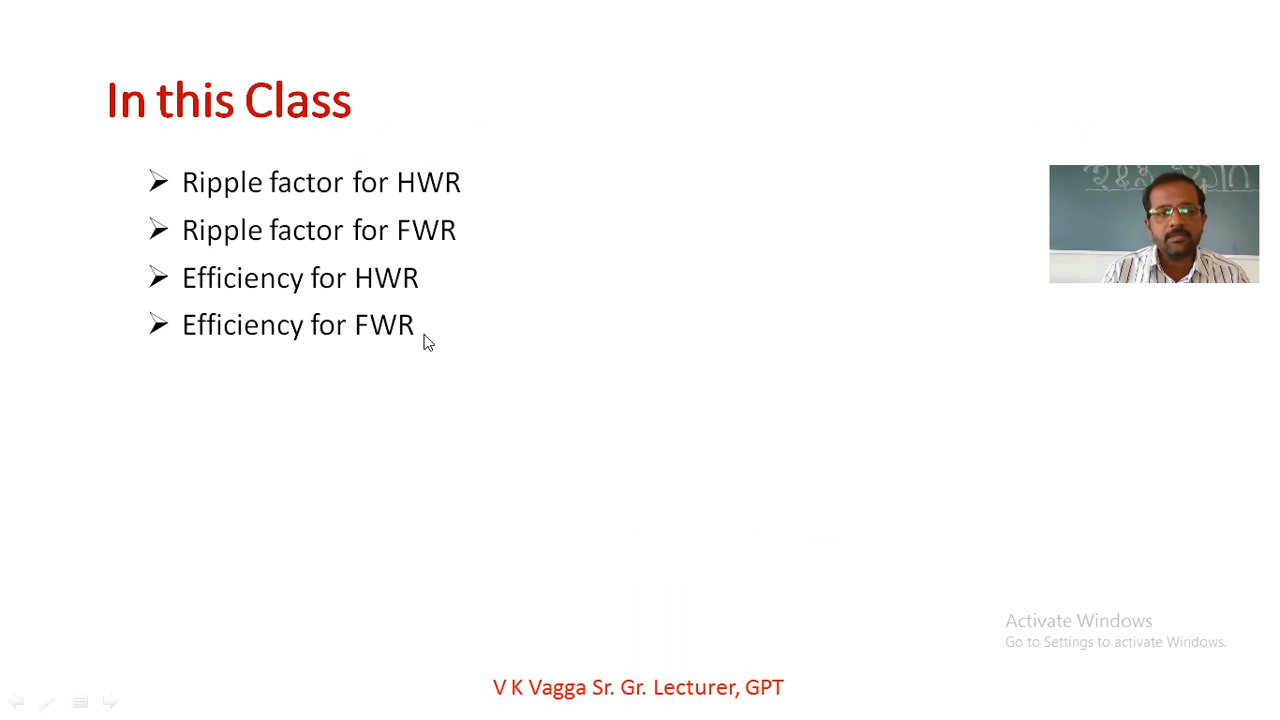 In this Class
➢ Ripple factor for HWR
➢ Ripple factor for FWR
➢ Efficiency for HWR
➢ Efficiency for FWR
Activate Windows
Go to Settings to activate Windows.
V K Vagga Sr. Gr. Lecturer, GPT